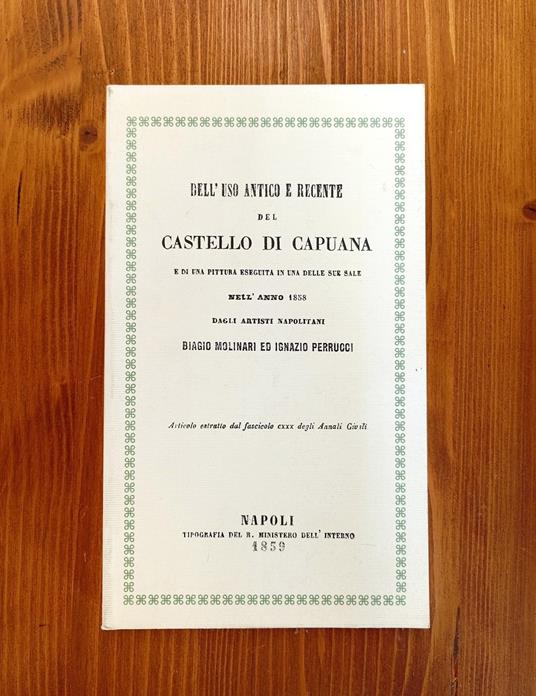 DELL' USO ANTICO E RECENTE
DEL
CASTELLO DI CAPUANA
E DI UNA PITTURA ESEGUITA IN UNA DELLE SUE SALE
NELL' ANNO 1858
DAGLI ARTISTI NAPOLITANI
BIAGIO MOLINARI ED IGNAZIO PERRUCCI
Articolo estratto dal fascicolo CXXX degli Annali Civili
NAPOLI
TIPOGRAFIA DEL R. MINISTERO DELL' INTERNO
1859